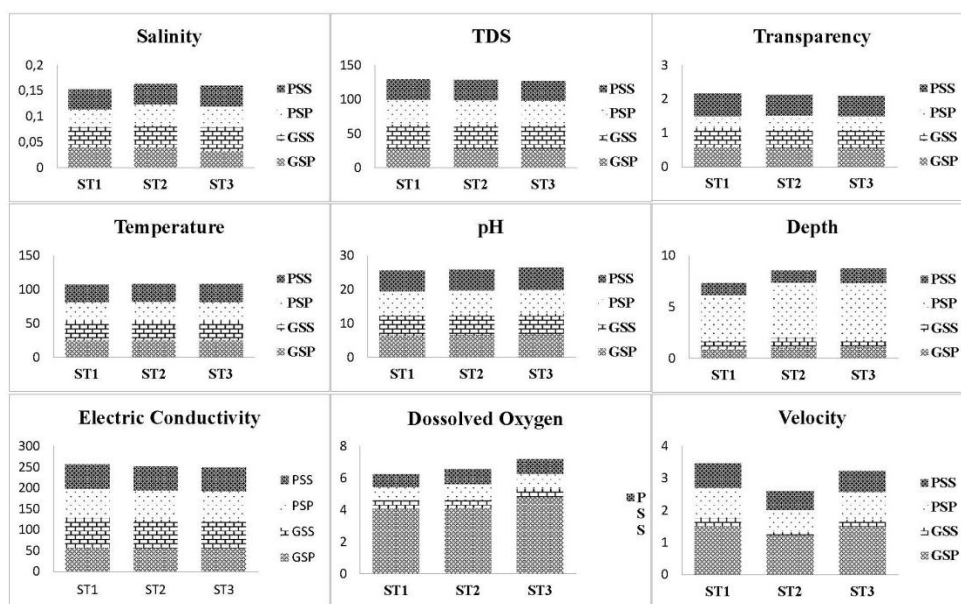 Salinity
0,2
0,15
0,1
0,05
0
ST1 ST2 ST3
PSS
PSP
GSS
GSP
TDS
150
100
50
0
ST1 ST2 ST3
PSS
PSP
GSS
GSP
Transparency
3
2
1
0
ST1 ST2 ST3
PSS
PSP
GSS
GSP
Temperature
150
100
50
0
ST1 ST2 ST3
PSS
PSP
GSS
GSP
pH
30
20
10
0
ST1 ST2 ST3
PSS
PSP
GSS
GSP
Depth
10
5
0
ST1 ST2 ST3
PSS
PSP
GSS
GSP
Electric Conductivity
300
250
200
150
100
50
0
ST1 ST2 ST3
PSS
PSP
GSS
GSP
Dossolved Oxygen
8
6
4
2
0
ST1 ST2 ST3
P
S
S
Velocity
4
3
2
1
0
ST1 ST2 ST3
PSS
PSP
GSS
GSP